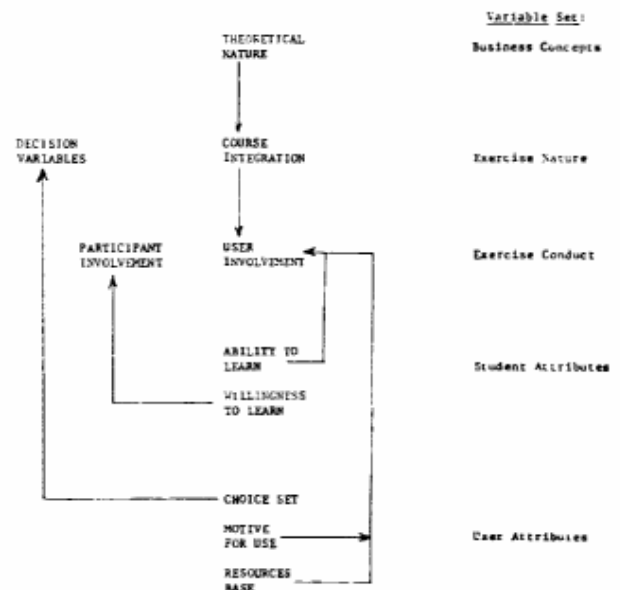 Variable Set:
THEORETICAL
NATURE
Business Concepts
DECISION
VARIABLES
COURSE
INTEGRATION
Exercise Nature
PARTICIPANT
INVOLVEMENT
USER
INVOLVEMENT
Exercise Conduct
ABILITY TO
LEARN
Student Attributes
WILLINGNESS
TO LEARN
CHOICE SET
MOTIVE
FOR USE
User Attributes
RESOURCES
BASE